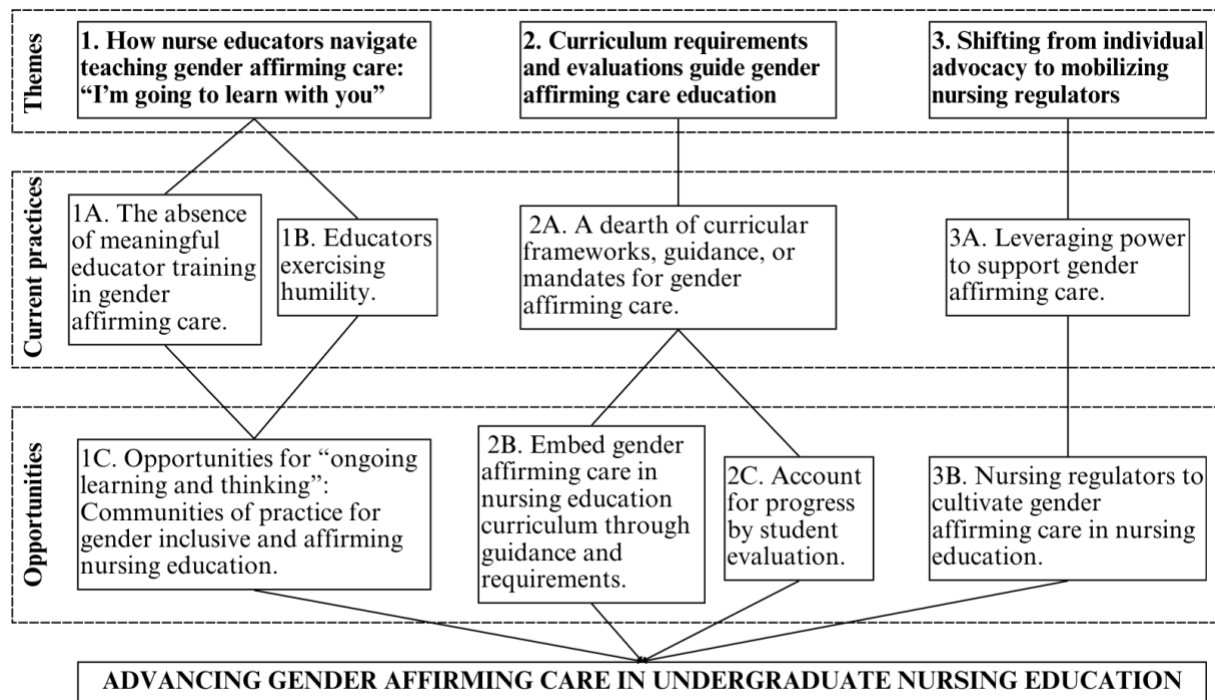 Themes
1. How nurse educators navigate
teaching gender affirming care:
“I’m going to learn with you”
2. Curriculum requirements
and evaluations guide gender
affirming care education
3. Shifting from individual
advocacy to mobilizing
nursing regulators
Current practices
1A. The absence
of meaningful
educator training
in gender
affirming care.
1B. Educators
exercising
humility.
2A. A dearth of curricular
frameworks, guidance, or
mandates for gender
affirming care.
3A. Leveraging power
to support gender
affirming care.
Opportunities
1C. Opportunities for “ongoing
learning and thinking”:
Communities of practice for
gender inclusive and affirming
nursing education.
2B. Embed gender
affirming care in
nursing education
curriculum through
guidance and
requirements.
2C. Account
for progress
by student
evaluation.
3B. Nursing regulators to
cultivate gender
affirming care in nursing
education.
ADVANCING GENDER AFFIRMING CARE IN UNDERGRADUATE NURSING EDUCATION